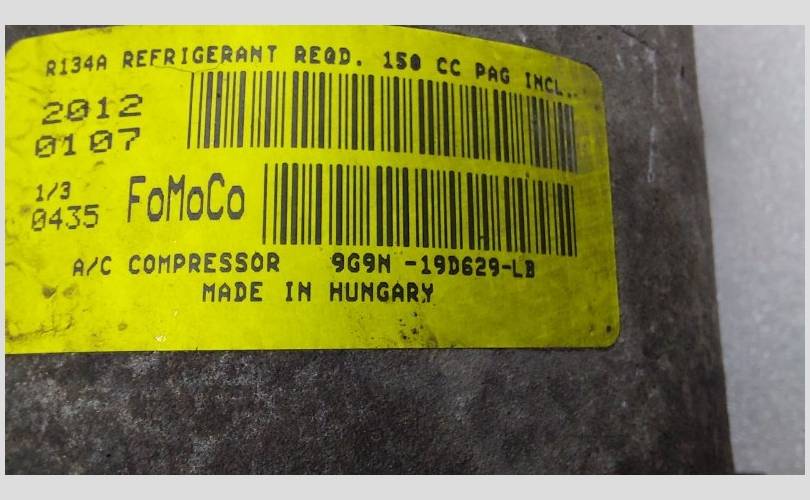 R134A REFRIGERANT REQD. 150 CC PAG INCL.
2012
0107
1/3
0435 FoMoCo
A/C COMPRESSOR 9G9N -19D629-LB
MADE IN HUNGARY